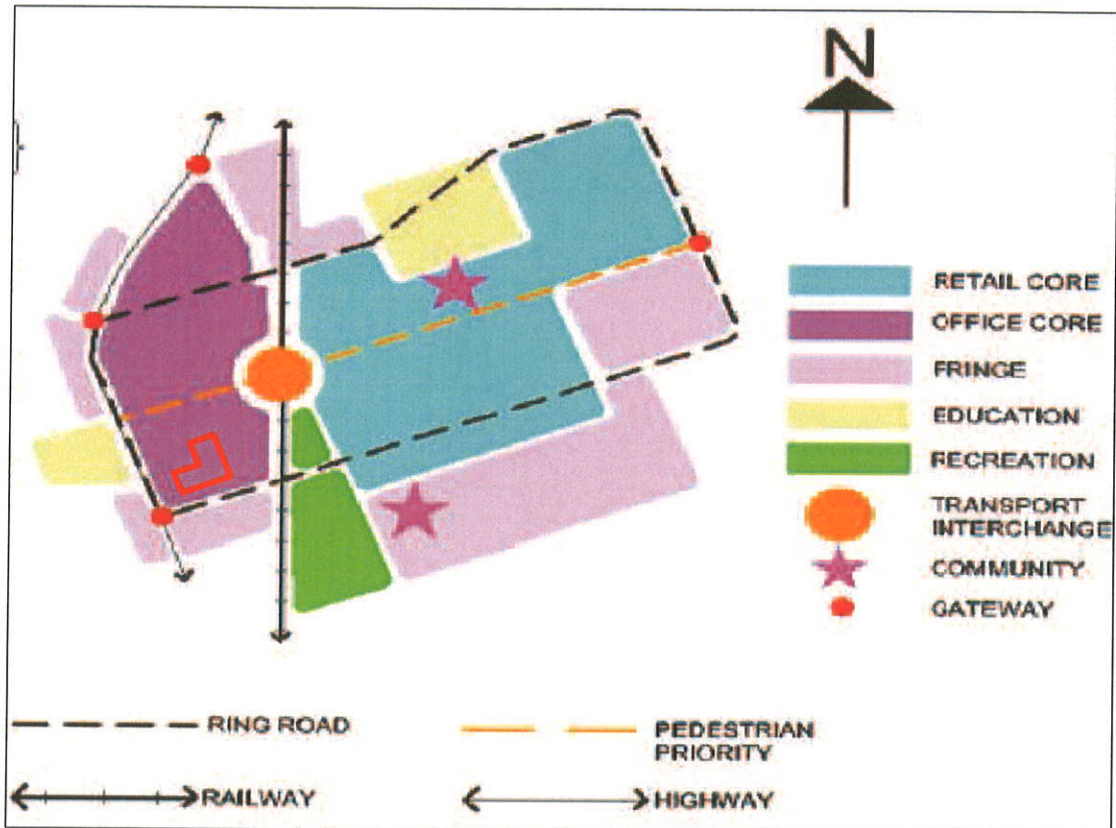 N
RETAIL CORE
OFFICE CORE
FRINGE
EDUCATION
RECREATION
TRANSPORT
INTERCHANGE
COMMUNITY
GATEWAY
RING ROAD
PEDESTRIAN
PRIORITY
RAILWAY
HIGHWAY